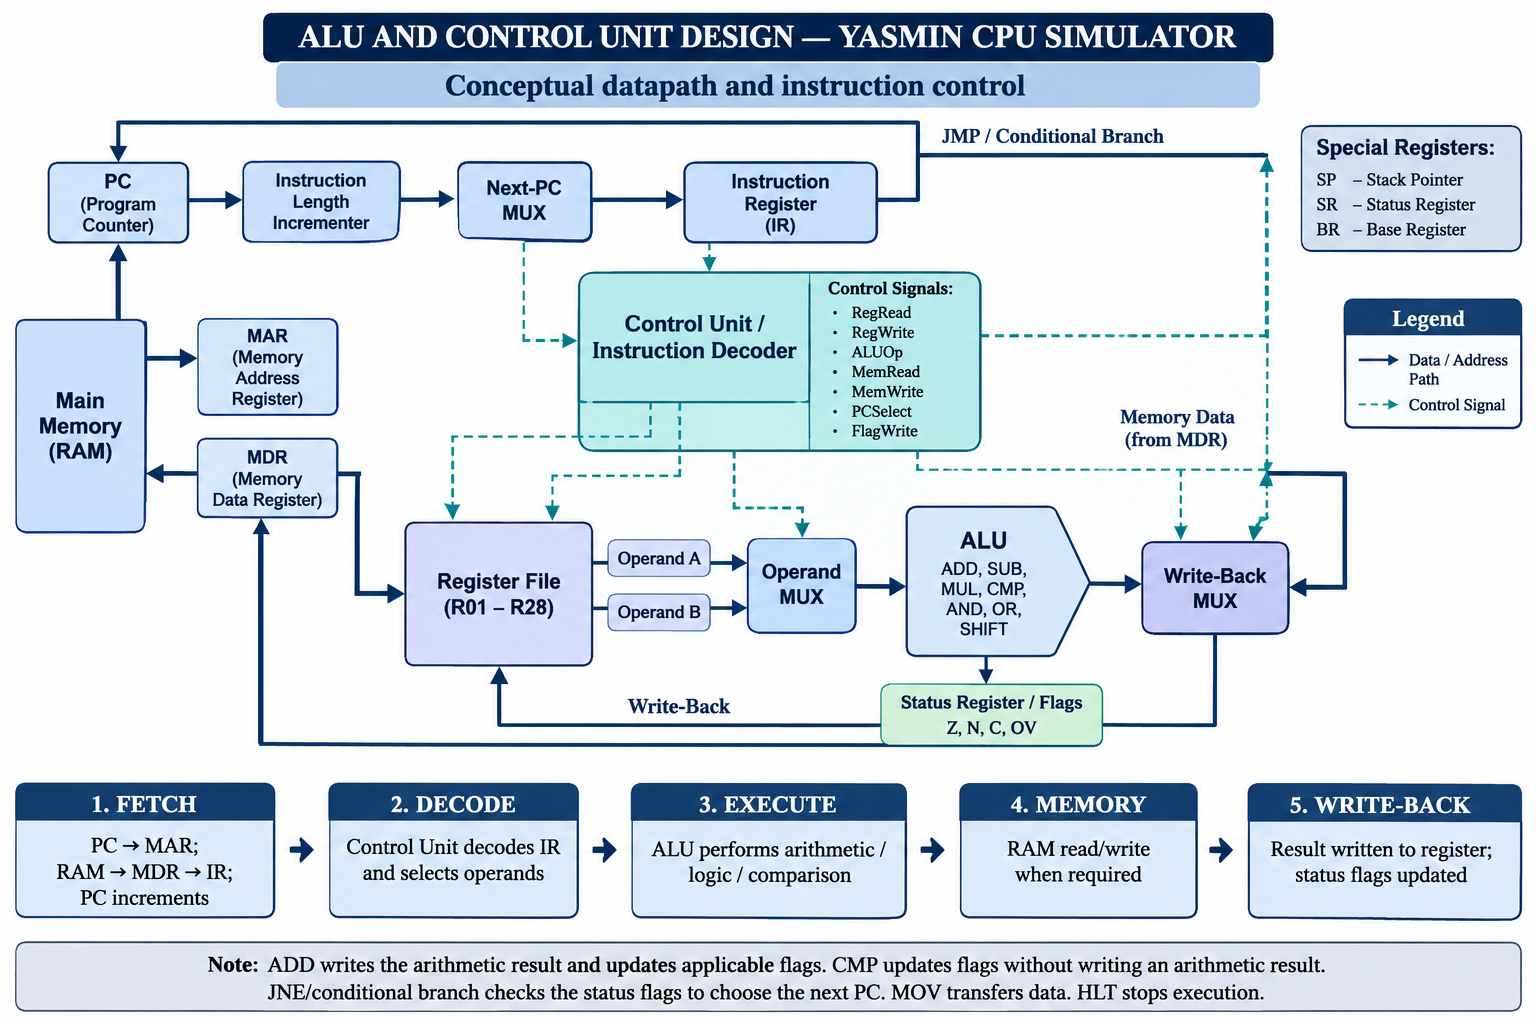 ALU AND CONTROL UNIT DESIGN — YASMIN CPU SIMULATOR
Conceptual datapath and instruction control
JMP / Conditional Branch
PC
(Program
Counter)
Instruction
Length
Incrementer
Next-PC
MUX
Instruction
Register
(IR)
Special Registers:
SP – Stack Pointer
SR – Status Register
BR – Base Register
Control Unit /
Instruction Decoder
Control Signals:
• RegRead
• RegWrite
• ALUOp
• MemRead
• MemWrite
• PCSelect
• FlagWrite
Legend
Data / Address
Path
Control Signal
Main
Memory
(RAM)
MAR
(Memory
Address
Register)
MDR
(Memory
Data Register)
Memory Data
(from MDR)
Register File
(R01 – R28)
Operand A
Operand B
Operand
MUX
ALU
ADD, SUB,
MUL, CMP,
AND, OR,
SHIFT
Write-Back
MUX
Write-Back
Status Register / Flags
Z, N, C, OV
1. FETCH
PC → MAR;
RAM → MDR → IR;
PC increments
2. DECODE
Control Unit decodes IR
and selects operands
3. EXECUTE
ALU performs arithmetic /
logic / comparison
4. MEMORY
RAM read/write
when required
5. WRITE-BACK
Result written to register;
status flags updated
Note: ADD writes the arithmetic result and updates applicable flags. CMP updates flags without writing an arithmetic result.
JNE/conditional branch checks the status flags to choose the next PC. MOV transfers data. HLT stops execution.